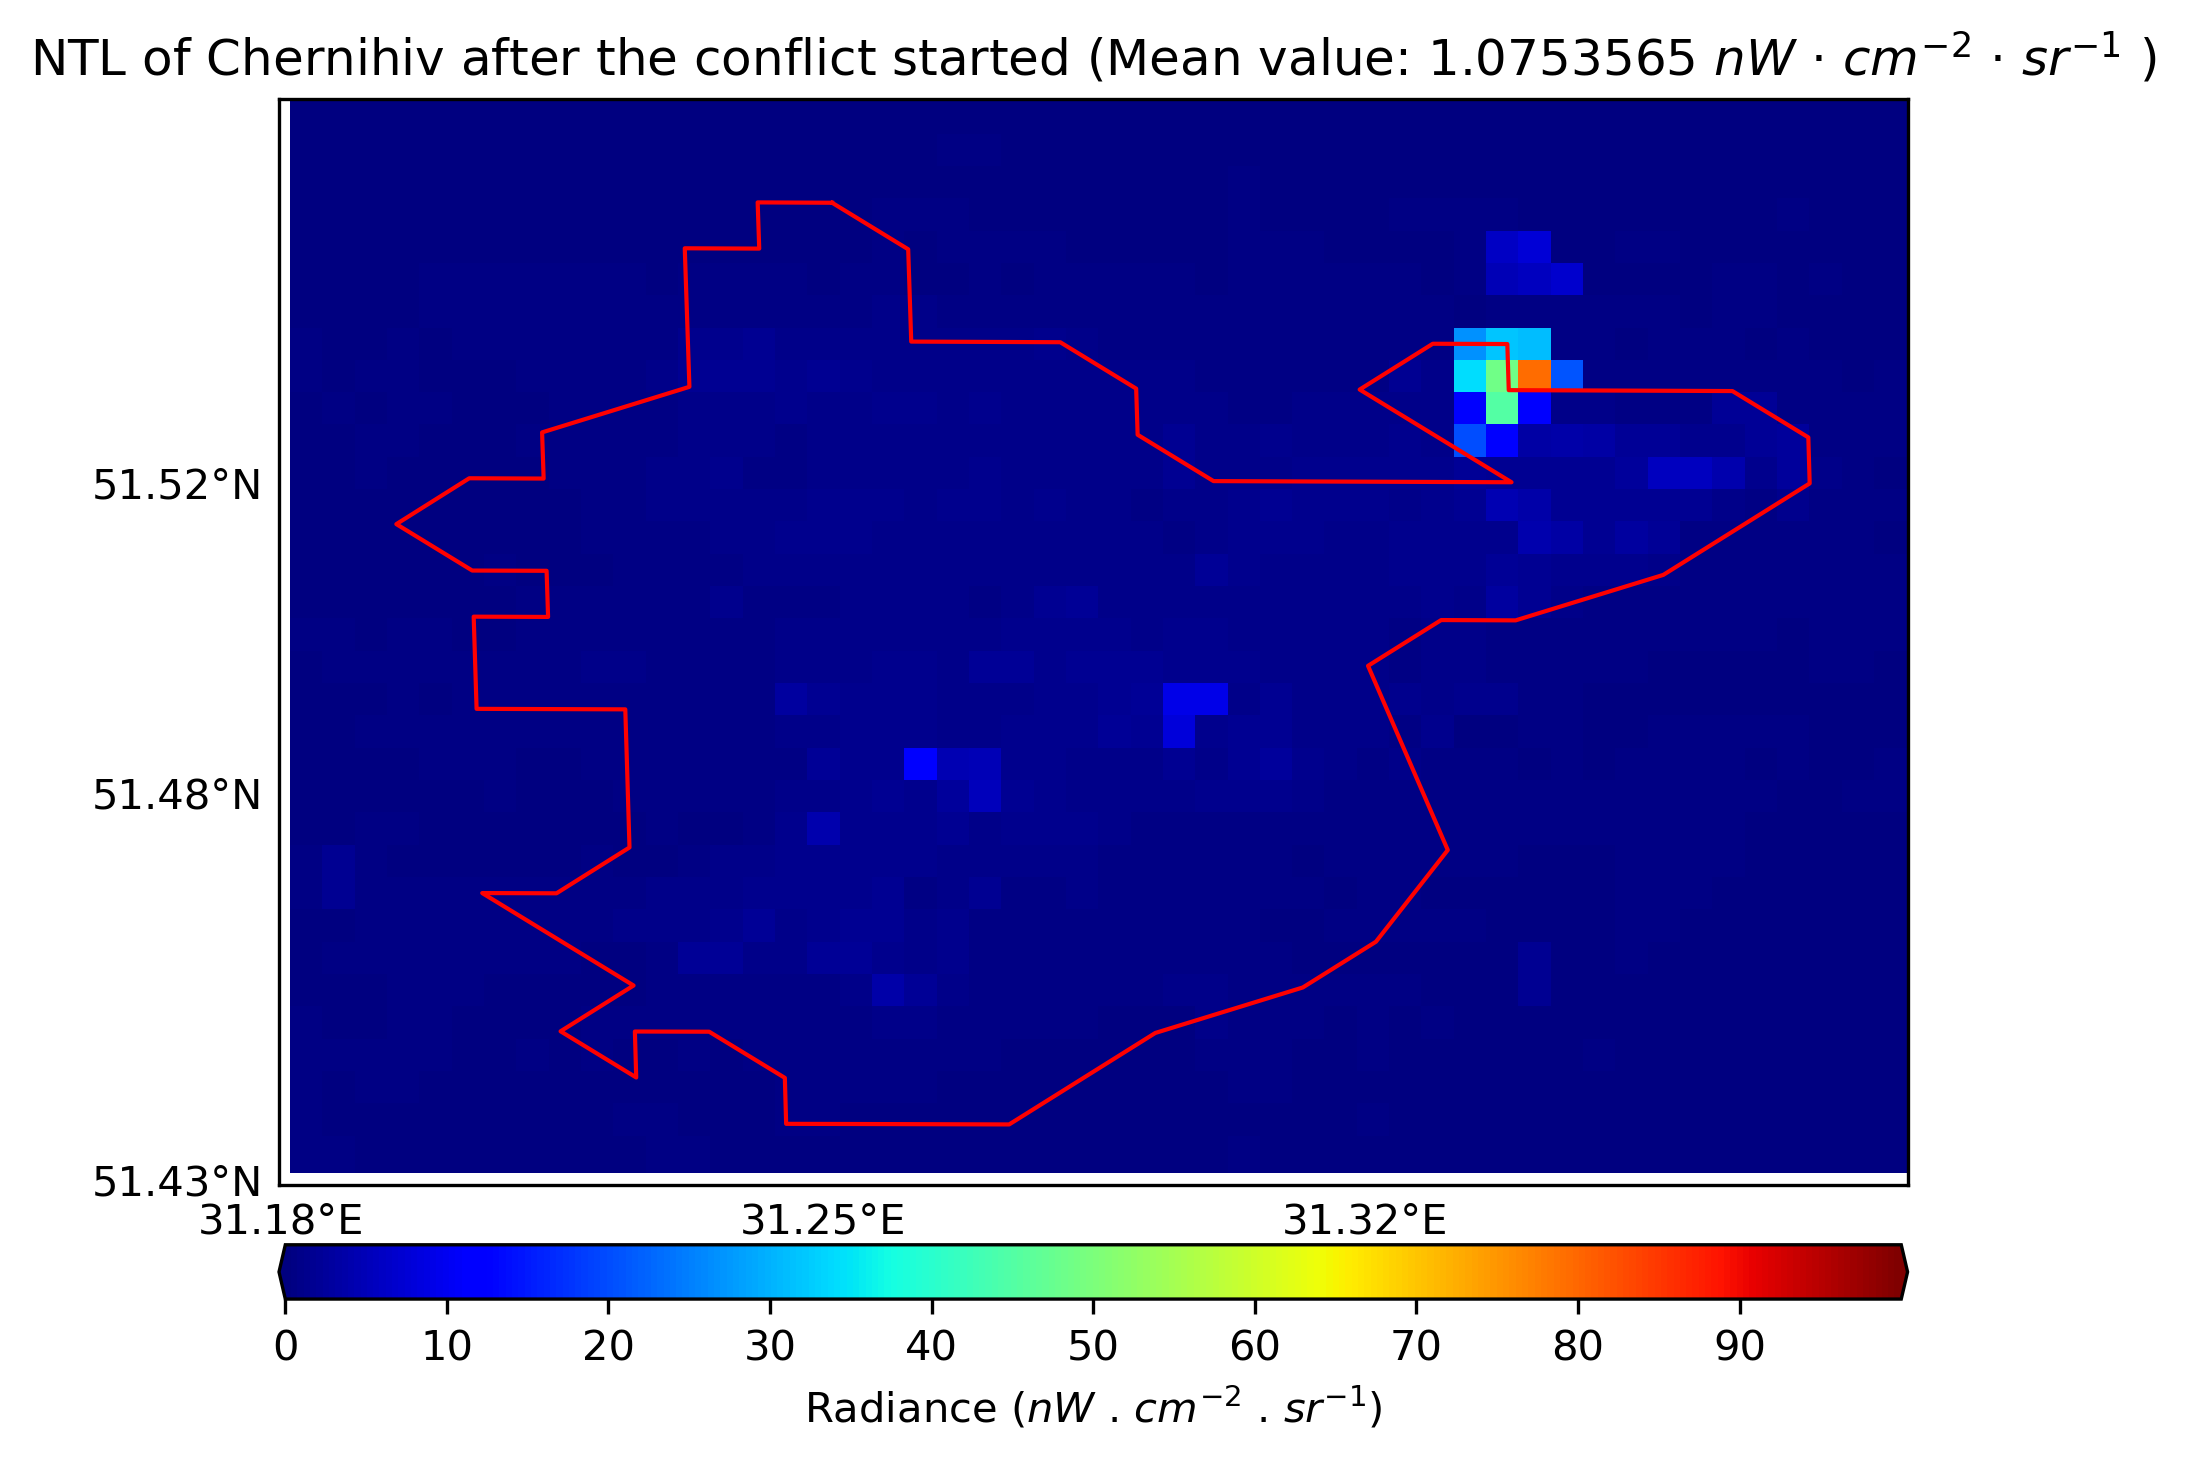 NTL of Chernihiv after the conflict started (Mean value: 1.0753565 nW · cm⁻² · sr⁻¹ )
51.52°N
51.48°N
51.43°N
31.18°E 31.25°E 31.32°E
0 10 20 30 40 50 60 70 80 90
Radiance (nW . cm⁻² . sr⁻¹)